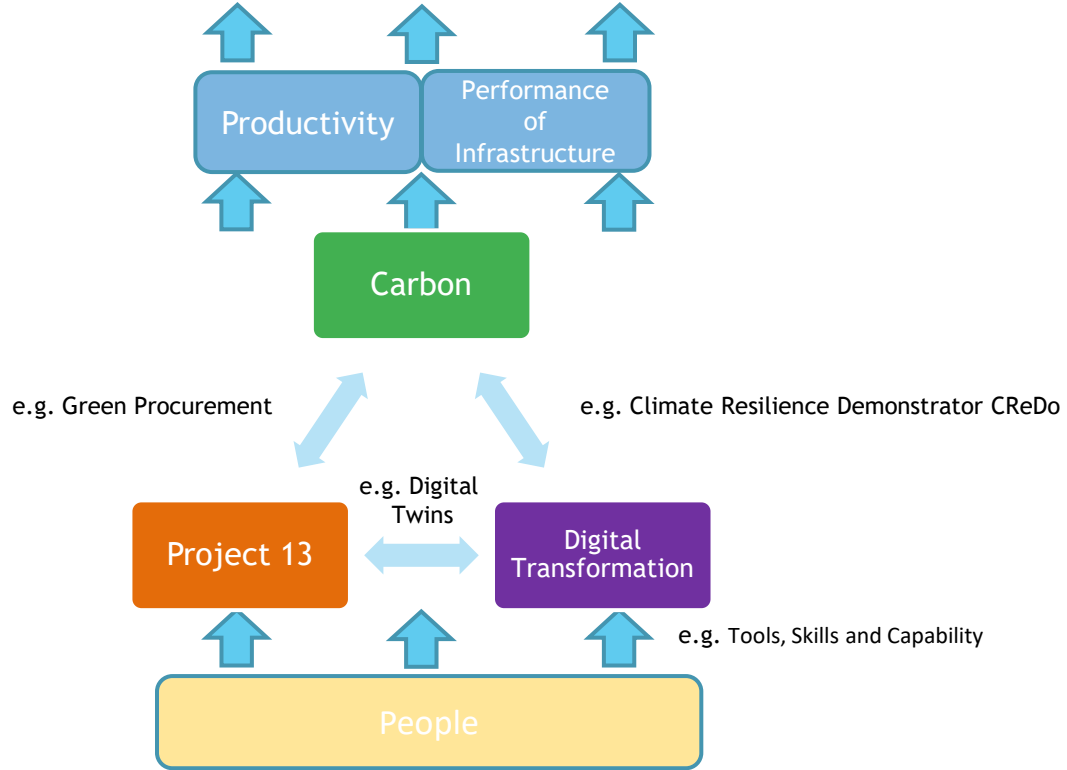 Productivity
Performance
of
Infrastructure
Carbon
e.g. Green Procurement
e.g. Climate Resilience Demonstrator CReDo
e.g. Digital
Twins
Project 13
Digital
Transformation
e.g. Tools, Skills and Capability
People